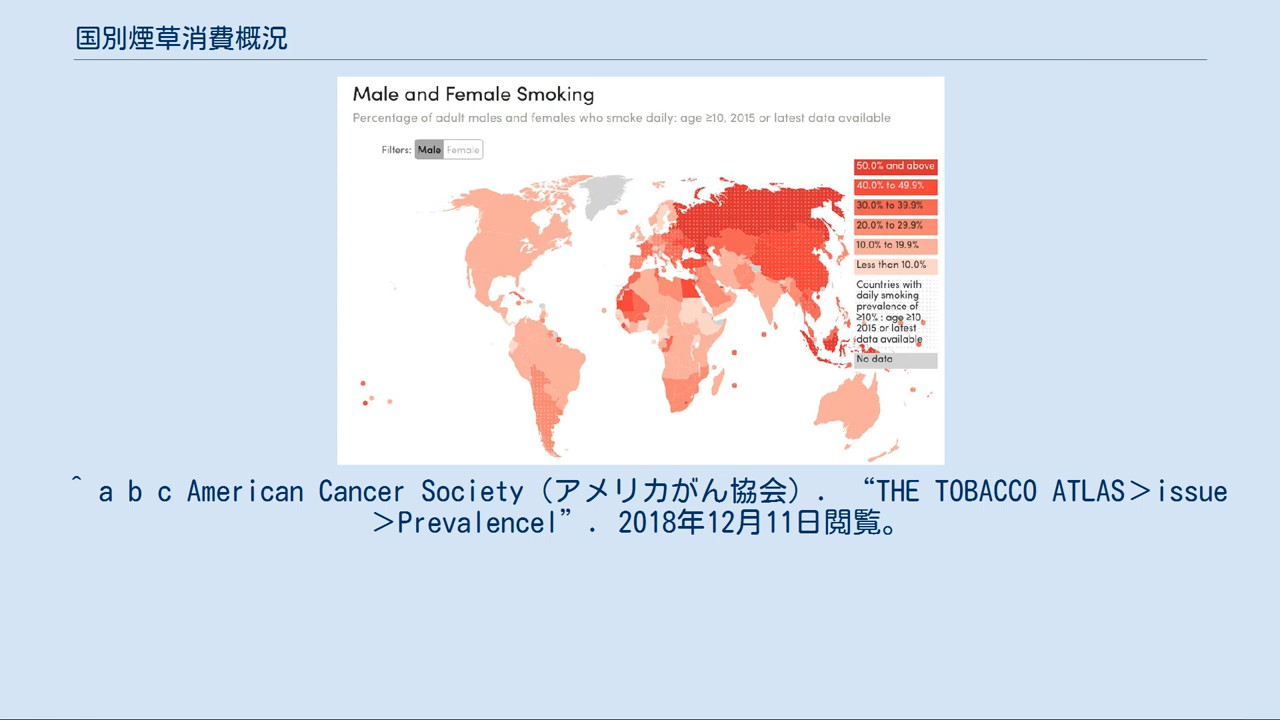 国別煙草消費概況
Male and Female Smoking
Percentage of adult males and females who smoke daily: age ≥10, 2015 or latest data available
Filters: Male Female
50.0% and above
40.0% to 49.9%
30.0% to 39.9%
20.0% to 29.9%
10.0% to 19.9%
Less than 10.0%
Countries with
daily smoking
prevalence of
≥10% : age ≥10
2015 or latest
data available
No data
^ a b c American Cancer Society（アメリカがん協会）. “THE TOBACCO ATLAS＞issue
＞Prevalencel”. 2018年12月11日閲覧。